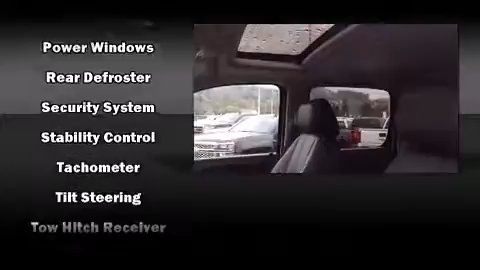 Power Windows
Rear Defroster
Security System
Stability Control
Tachometer
Tilt Steering
Tow Hitch Receiver